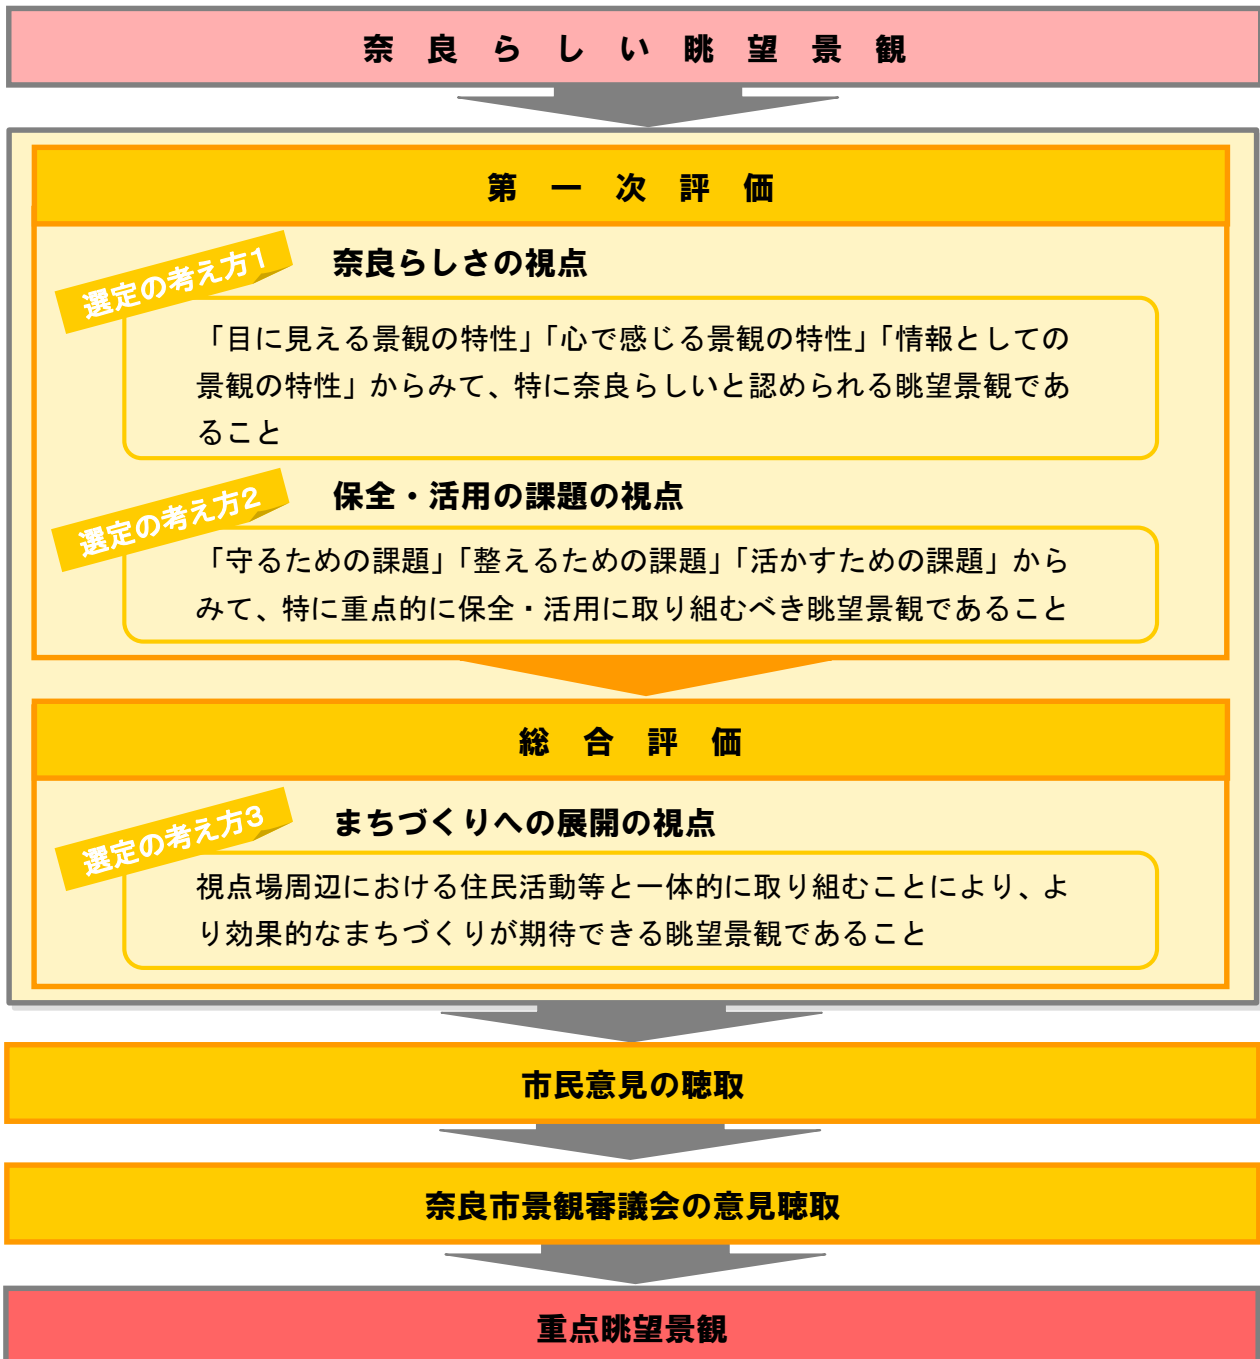 奈良らしい眺望景観
第一次評価
選定の考え方1
奈良らしさの視点
「目に見える景観の特性」「心で感じる景観の特性」「情報としての
景観の特性」からみて、特に奈良らしいと認められる眺望景観であ
ること
選定の考え方2
保全・活用の課題の視点
「守るための課題」「整えるための課題」「活かすための課題」から
みて、特に重点的に保全・活用に取り組むべき眺望景観であること
総合評価
選定の考え方3
まちづくりへの展開の視点
視点場周辺における住民活動等と一体的に取り組むことにより、よ
り効果的なまちづくりが期待できる眺望景観であること
市民意見の聴取
奈良市景観審議会の意見聴取
重点眺望景観